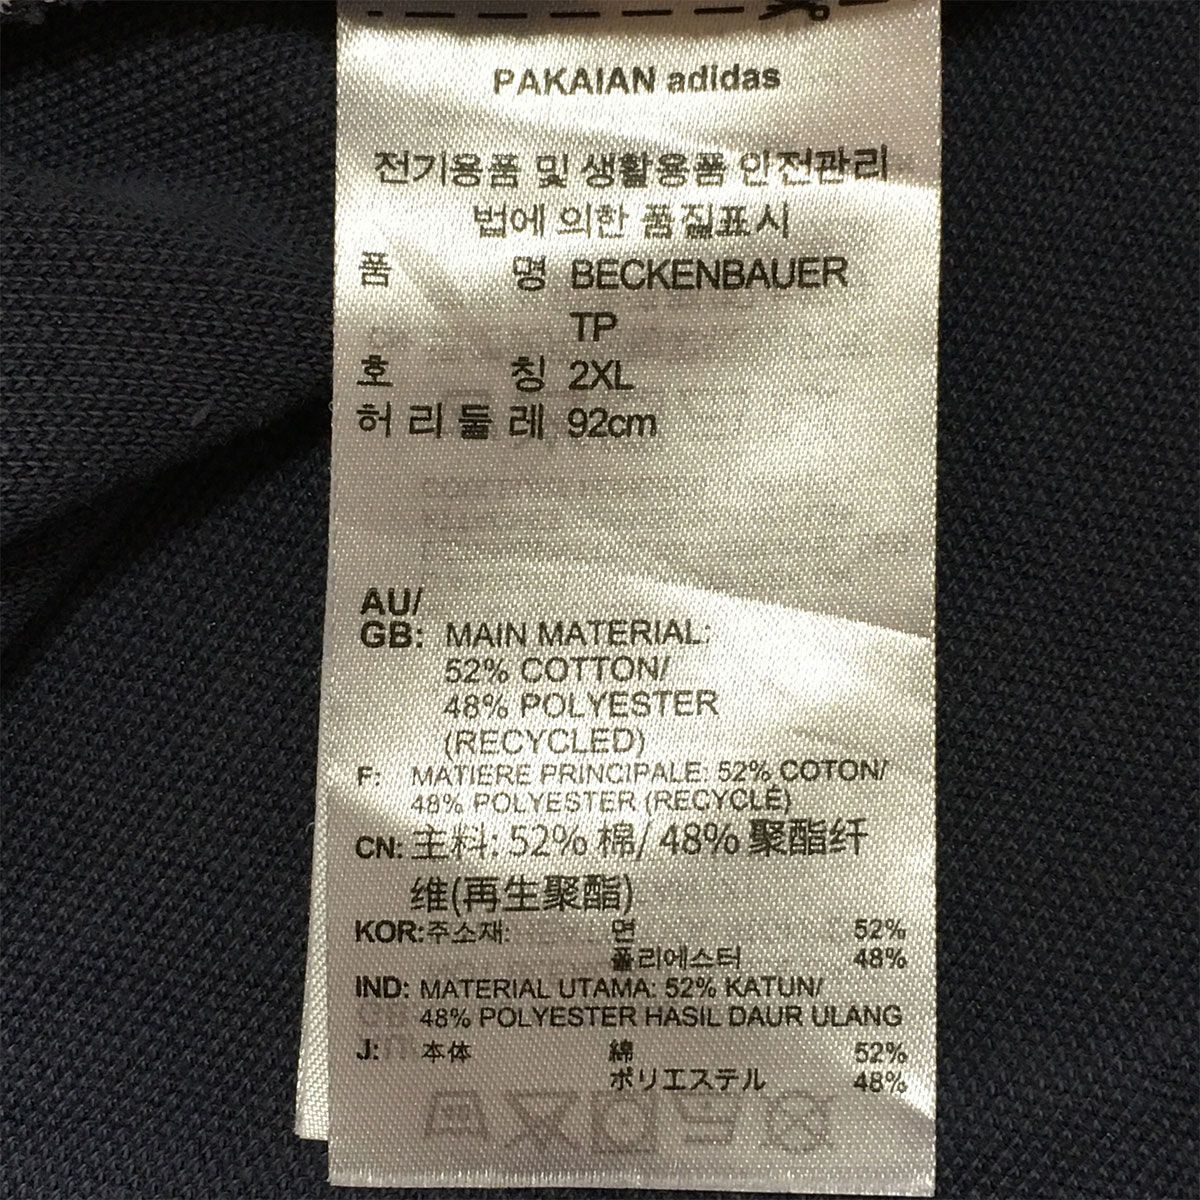 PAKAIAN adidas
전기용품 및 생활용품 안전관리
법에 의한 품질표시
품 명 BECKENBAUER
TP
호 칭 2XL
허 리 둘 레 92cm
AU/
GB: MAIN MATERIAL:
52% COTTON/
48% POLYESTER
(RECYCLED)
F: MATIERE PRINCIPALE: 52% COTON/
48% POLYESTER (RECYCLÉ)
CN: 主料: 52% 棉/ 48% 聚酯纤
维(再生聚酯)
KOR:주소재: 면 52%
폴리에스터 48%
IND: MATERIAL UTAMA: 52% KATUN/
48% POLYESTER HASIL DAUR ULANG
J: 本体 綿 52%
ポリエステル 48%